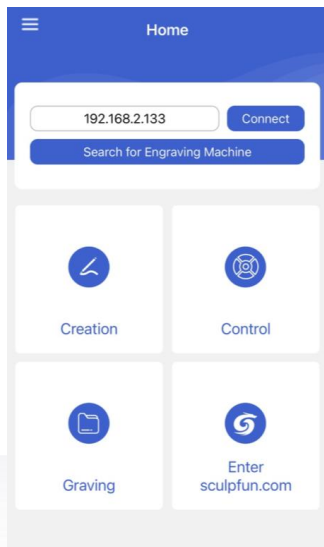 Home
192.168.2.133
Connect
Search for Engraving Machine
Creation
Control
Graving
Enter
sculpfun.com